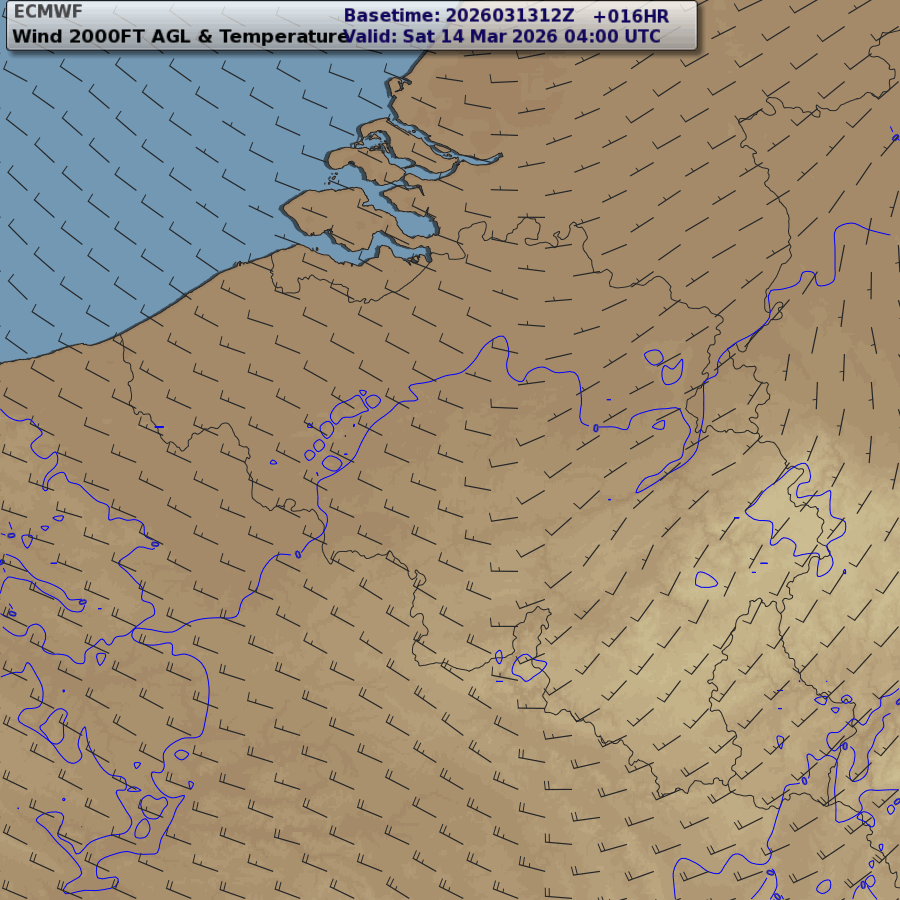 ECMWF
Basetime: 2026031312Z +016HR
Wind 2000FT AGL & Temperature
Valid: Sat 14 Mar 2026 04:00 UTC